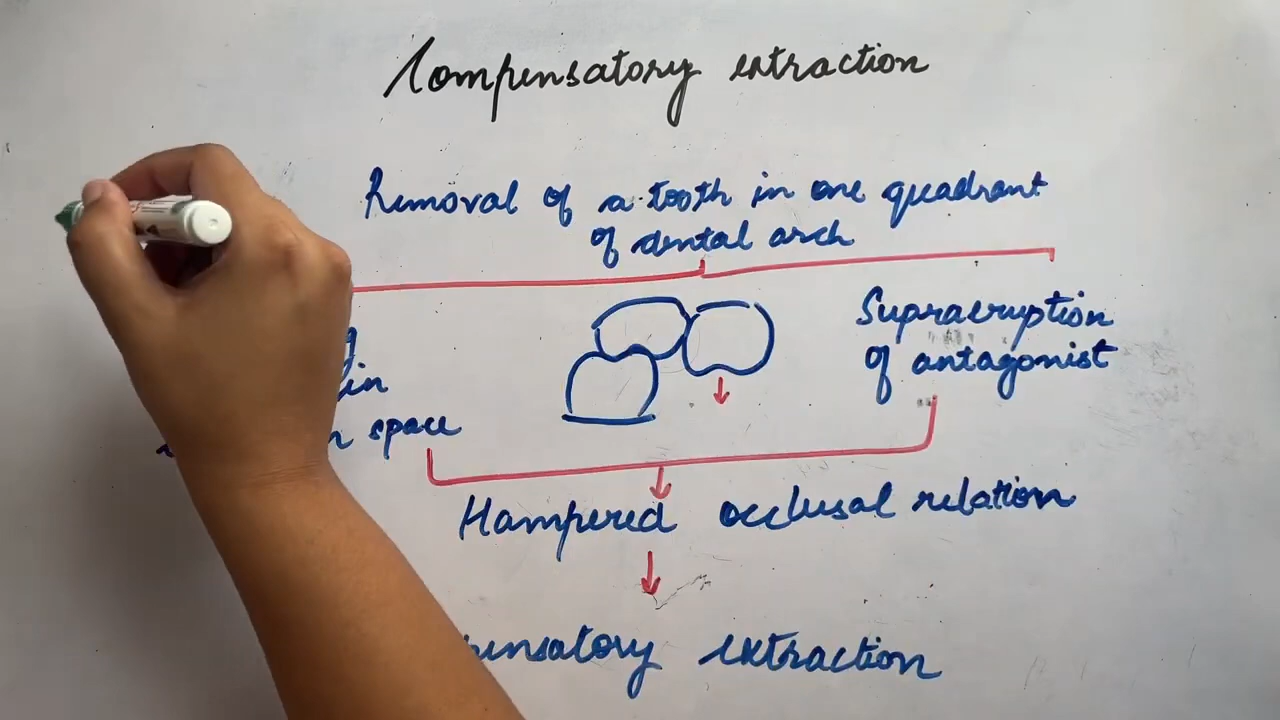 Compensatory extraction
Removal of a tooth in one quadrant
of dental arch
Supraeruption
of antagonist
in
space
Hampered occlusal relation
extraction